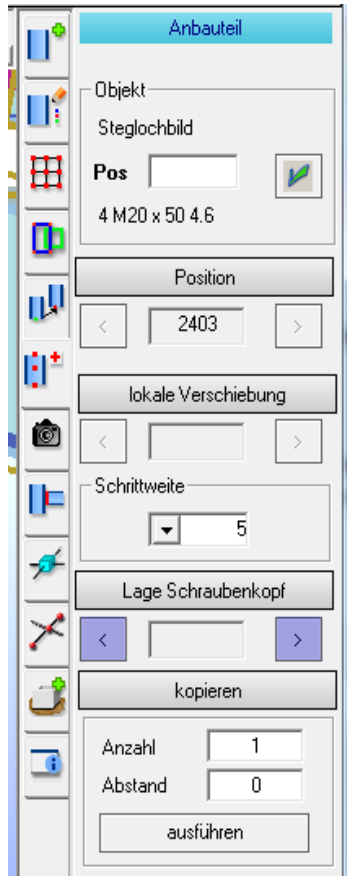 Anbauteil
Objekt
Steglochbild
Pos
4 M20 x 50 4.6
Position
< 2403 >
lokale Verschiebung
< >
Schrittweite
5
Lage Schraubenkopf
< >
kopieren
Anzahl 1
Abstand 0
ausführen